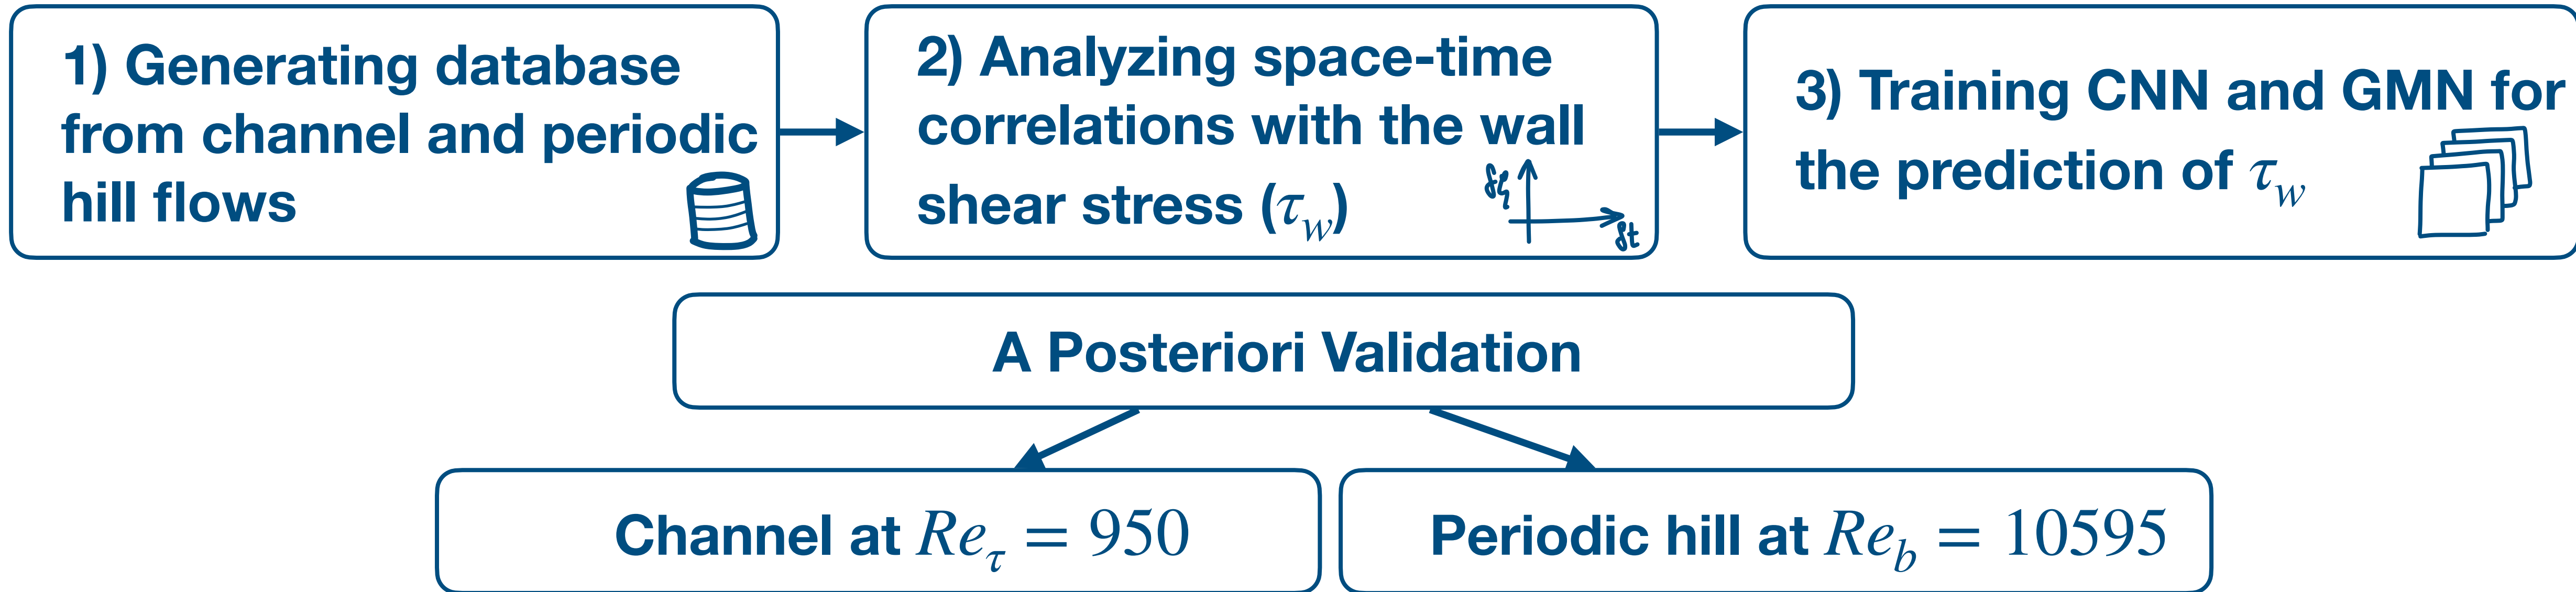 1) Generating database
from channel and periodic
hill flows
2) Analyzing space-time
correlations with the wall
shear stress (τ_w)
δξ
δt
3) Training CNN and GMN for
the prediction of τ_w
A Posteriori Validation
Channel at Re_τ = 950
Periodic hill at Re_b = 10595